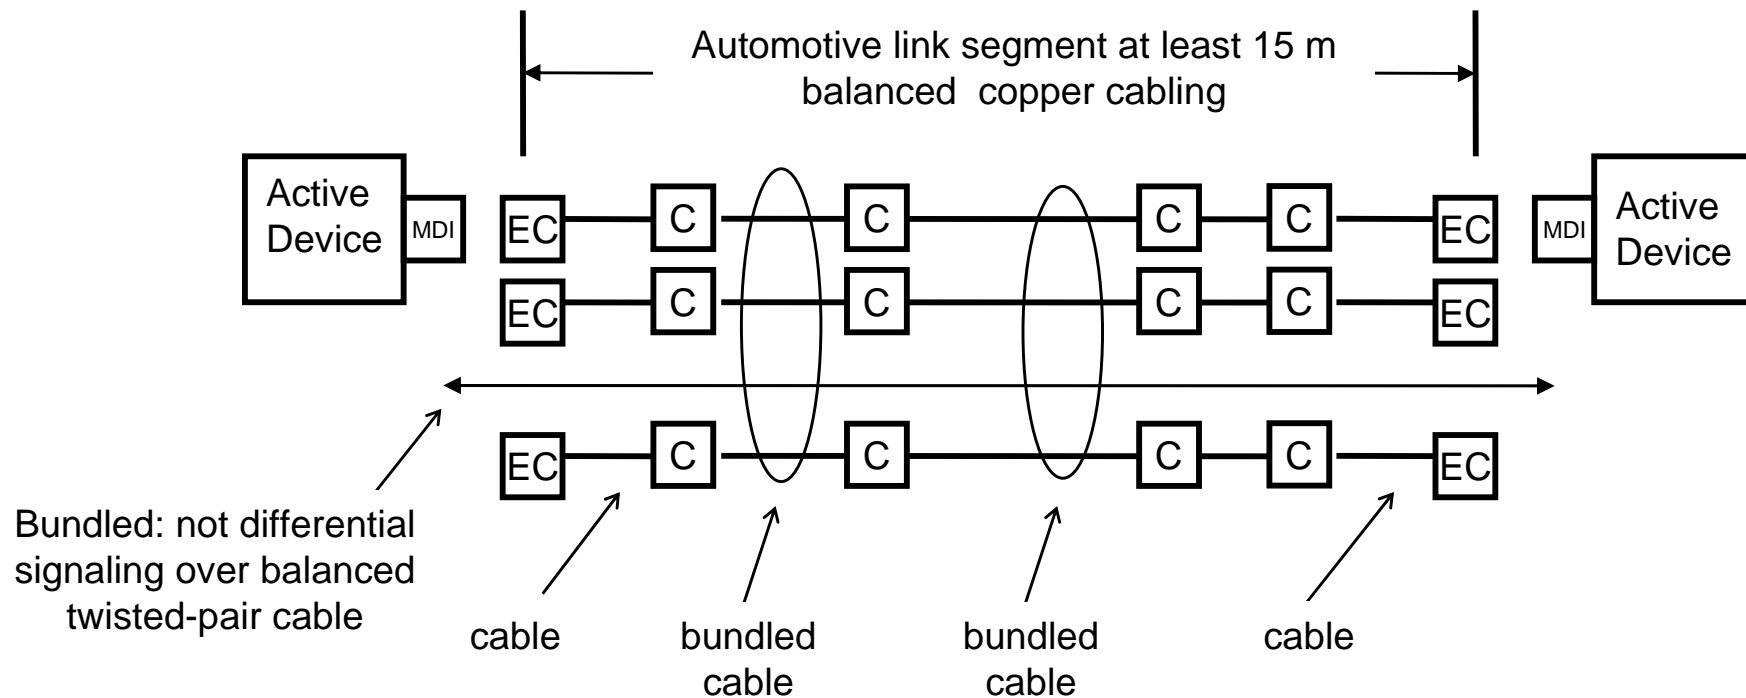 Automotive link segment at least 15 m
balanced copper cabling
Active
Device
MDI
EC
C
C
C
C
EC
MDI
Active
Device
EC
C
C
C
C
EC
EC
C
C
C
C
EC
Bundled: not differential
signaling over balanced
twisted-pair cable
cable
bundled
cable
bundled
cable
cable